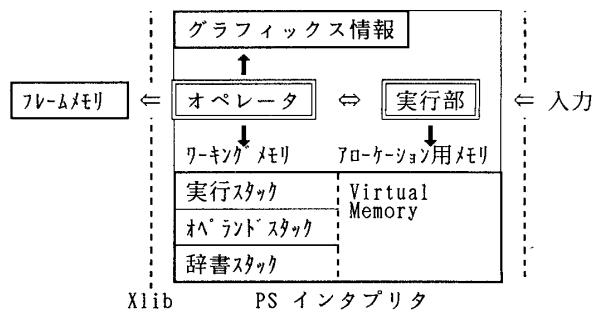 グラフィックス情報
ﾌﾚｰﾑﾒﾓﾘ ⇐ オペレータ ⇔ 実行部 ⇐ 入力
ﾜｰｷﾝｸﾞﾒﾓﾘ ｱﾛｰｹｰｼｮﾝ用ﾒﾓﾘ
実行ｽﾀｯｸ Virtual
Memory
ｵﾍﾟﾗﾝﾄﾞｽﾀｯｸ
辞書ｽﾀｯｸ
Xlib PS インタプリタ